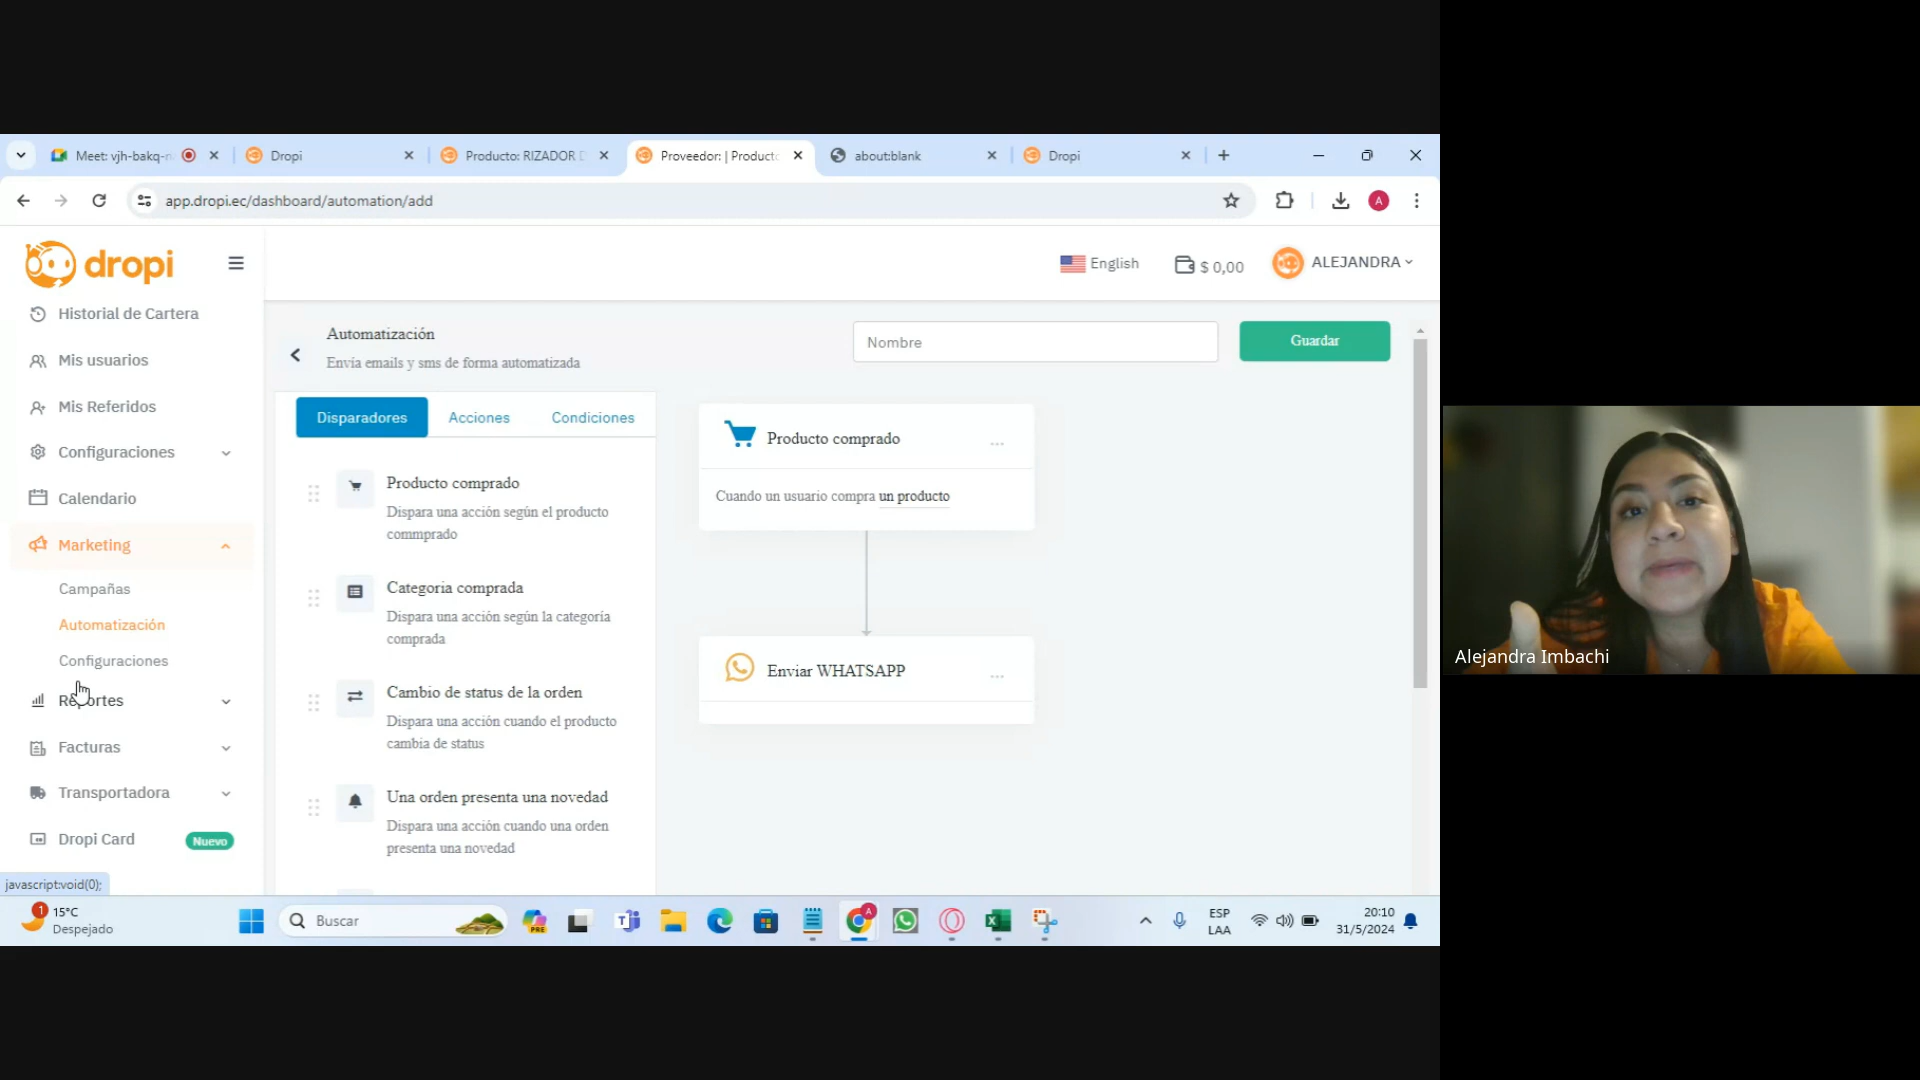 Meet: vjh-bakq-
Dropi
Producto: RIZADOR
Proveedor: | Product
about:blank
Dropi
app.dropi.ec/dashboard/automation/add
A
dropi
English
$ 0,00
ALEJANDRA
Historial de Cartera
Mis usuarios
Mis Referidos
Configuraciones
Calendario
Marketing
Campañas
Automatización
Configuraciones
Reportes
Facturas
Transportadora
Dropi Card
Nuevo
javascript:void(0);
Automatización
Envía emails y sms de forma automatizada
Nombre
Guardar
Disparadores
Acciones
Condiciones
Producto comprado
Dispara una acción según el producto
commprado
Categoria comprada
Dispara una acción según la categoría
comprada
Cambio de status de la orden
Dispara una acción cuando el producto
cambia de status
Una orden presenta una novedad
Dispara una acción cuando una orden
presenta una novedad
Producto comprado
...
Cuando un usuario compra un producto
Enviar WHATSAPP
...
Alejandra Imbachi
1
15°C
Despejado
Buscar
PRE
A
ESP
LAA
20:10
31/5/2024